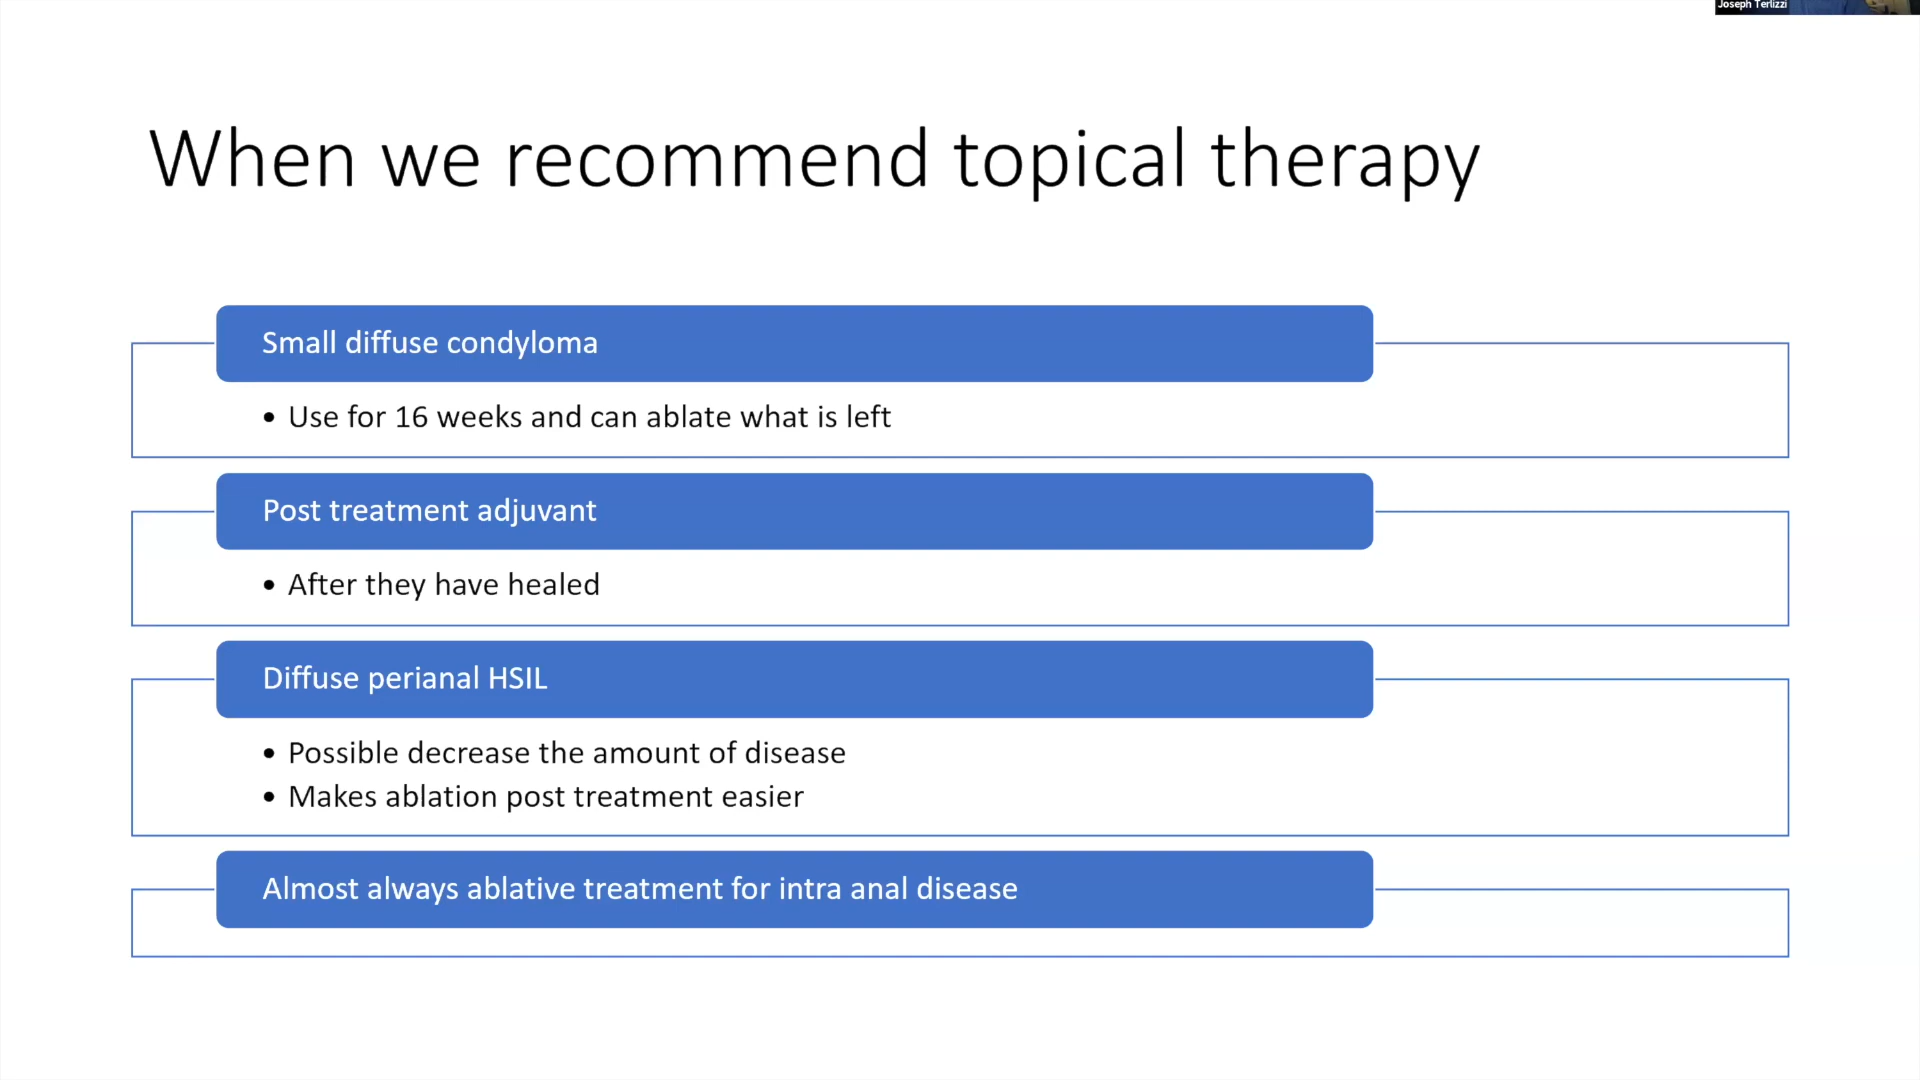 Joseph Terlizzi
When we recommend topical therapy
Small diffuse condyloma
• Use for 16 weeks and can ablate what is left
Post treatment adjuvant
• After they have healed
Diffuse perianal HSIL
• Possible decrease the amount of disease
• Makes ablation post treatment easier
Almost always ablative treatment for intra anal disease